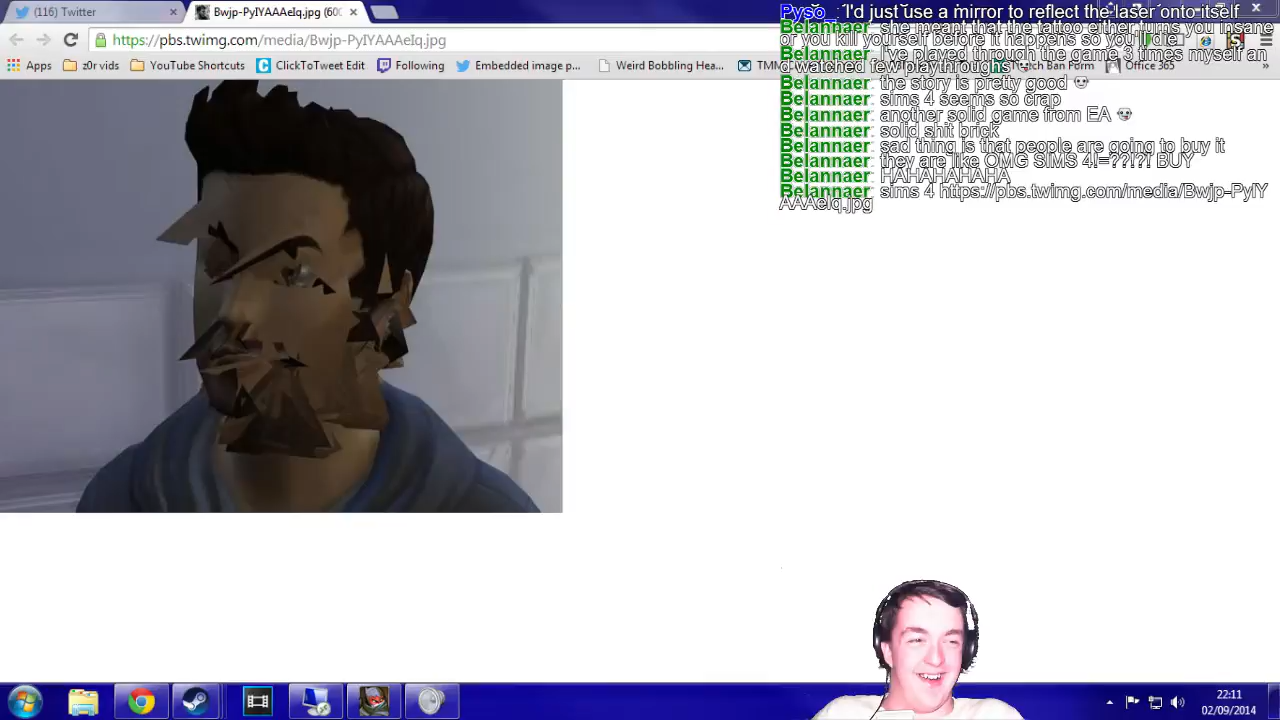 (116) Twitter
Bwjp-PyIYAAAeIq.jpg (600
https://pbs.twimg.com/media/Bwjp-PyIYAAAeIq.jpg
Apps
stuVids
YouTube Shortcuts
ClickToTweet Edit
Following
Embedded image p...
Weird Bobbling Hea...
TMM
Office 365
Pyso : I'd just use a mirror to reflect the laser onto itself
Belannaer : she meant that the tattoo either turns you insane
or you kill yourself before it happens so you'll die
Belannaer : I've played through the game 3 times myself an
d watched few playthroughs
Belannaer : the story is pretty good
Belannaer : sims 4 seems so crap
Belannaer : another solid game from EA
Belannaer : solid shit brick
Belannaer : sad thing is that people are going to buy it
Belannaer : they are like OMG SIMS 4!=??!?! BUY
Belannaer : HAHAHAHAHA
Belannaer : sims 4 https://pbs.twimg.com/media/Bwjp-PyIY
AAAeIq.jpg
22:11
02/09/2014